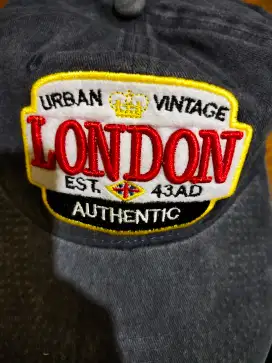 URBAN VINTAGE
LONDON
EST. 43AD
AUTHENTIC